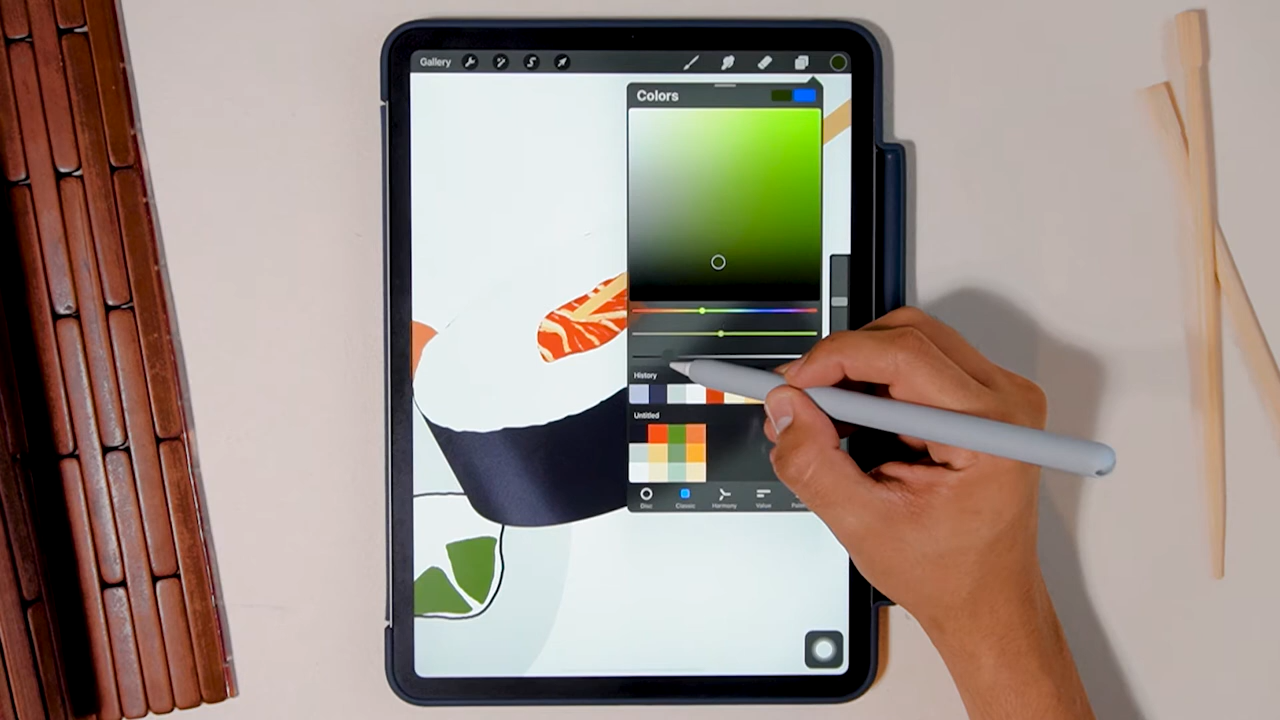 Gallery
Colors
History
Untitled
Disc
Classic
Harmony
Value